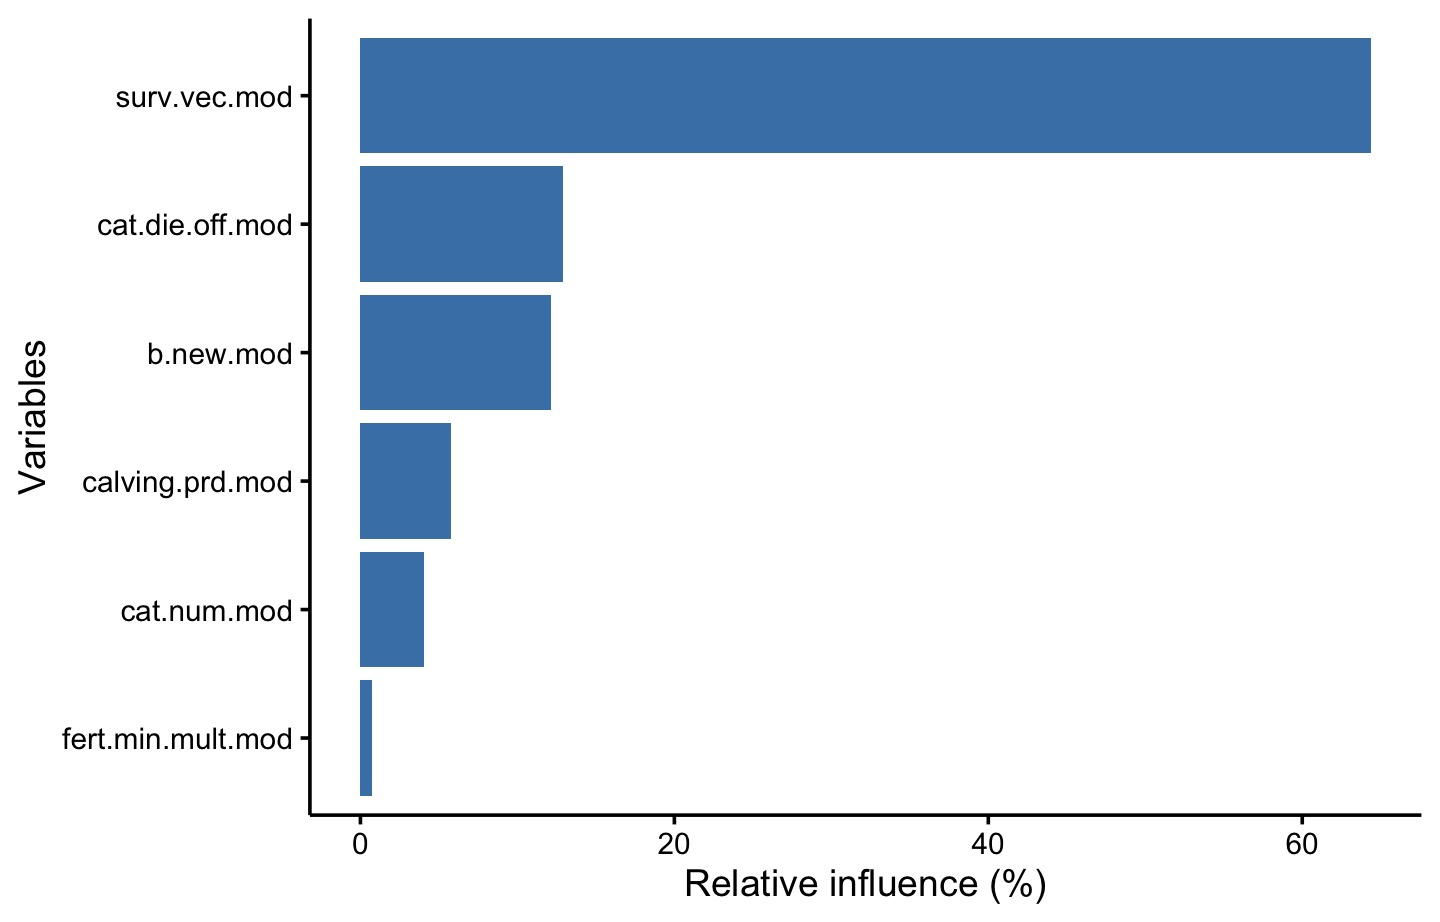 Variables
surv.vec.mod
cat.die.off.mod
b.new.mod
calving.prd.mod
cat.num.mod
fert.min.mult.mod
0 20 40 60
Relative influence (%)